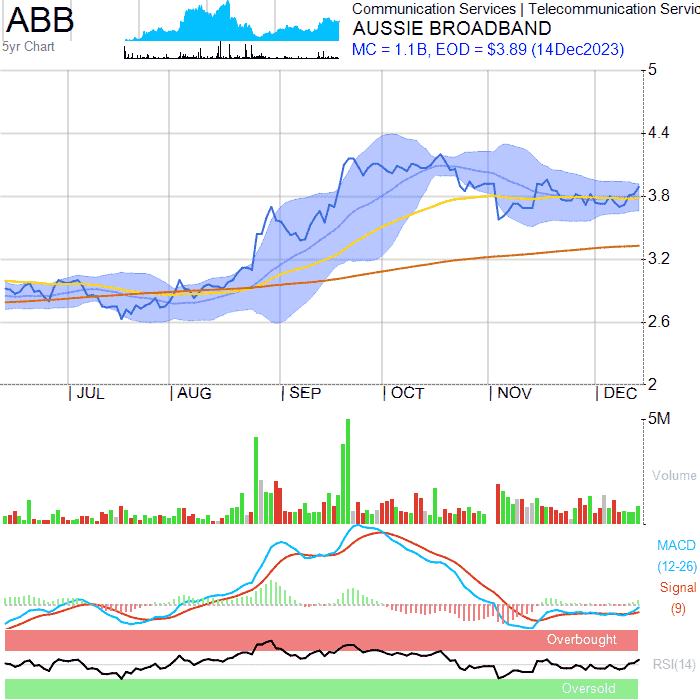 ABB
5yr Chart
Communication Services | Telecommunication Servic
AUSSIE BROADBAND
MC = 1.1B, EOD = $3.89 (14Dec2023)
5
4.4
3.8
3.2
2.6
2
| JUL | AUG | SEP | OCT | NOV | DEC
5M
Volume
MACD
(12-26)
Signal
(9)
Overbought
RSI(14)
Oversold